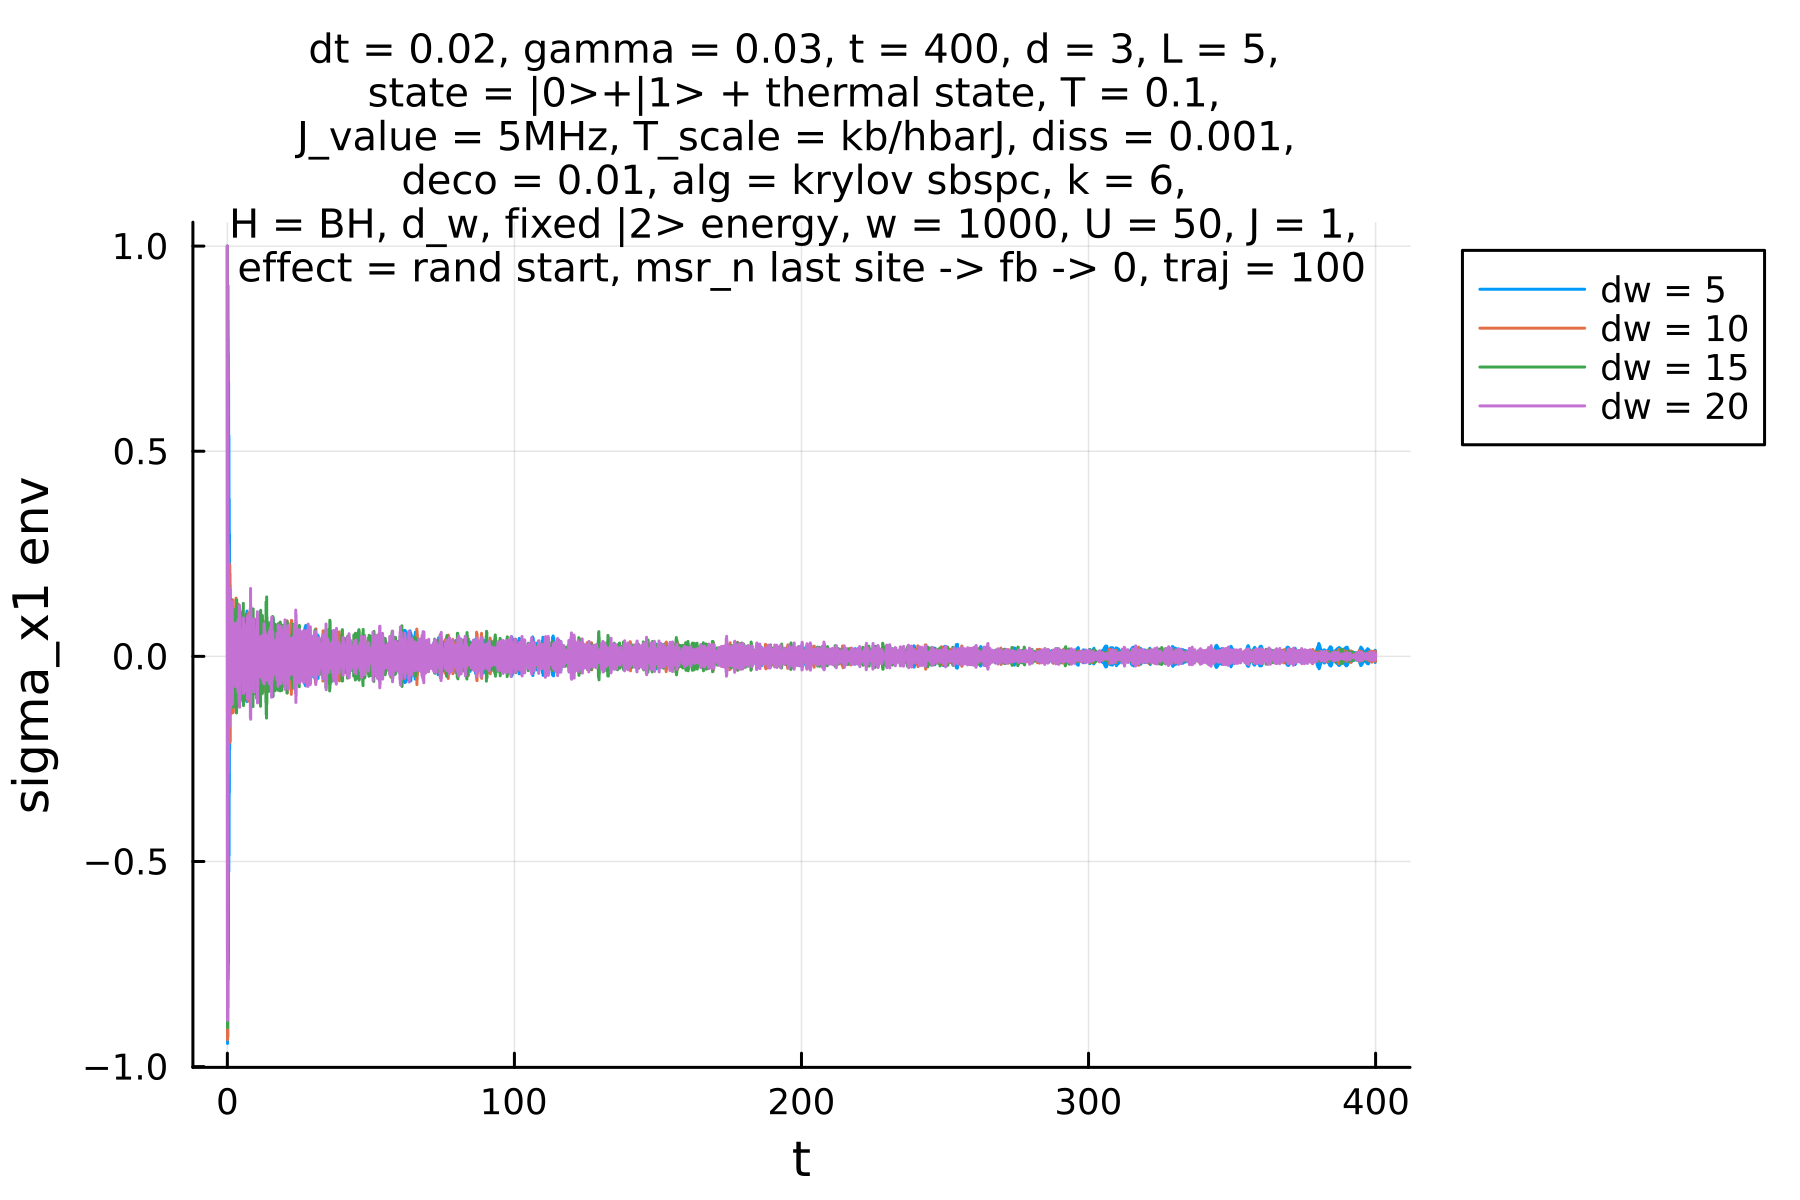 dt = 0.02, gamma = 0.03, t = 400, d = 3, L = 5,
state = |0>+|1> + thermal state, T = 0.1,
J_value = 5MHz, T_scale = kb/hbarJ, diss = 0.001,
deco = 0.01, alg = krylov sbspc, k = 6,
H = BH, d_w, fixed |2> energy, w = 1000, U = 50, J = 1,
effect = rand start, msr_n last site -> fb -> 0, traj = 100
1.0
0.5
0.0
−0.5
−1.0
sigma_x1 env
0 100 200 300 400
t
dw = 5
dw = 10
dw = 15
dw = 20